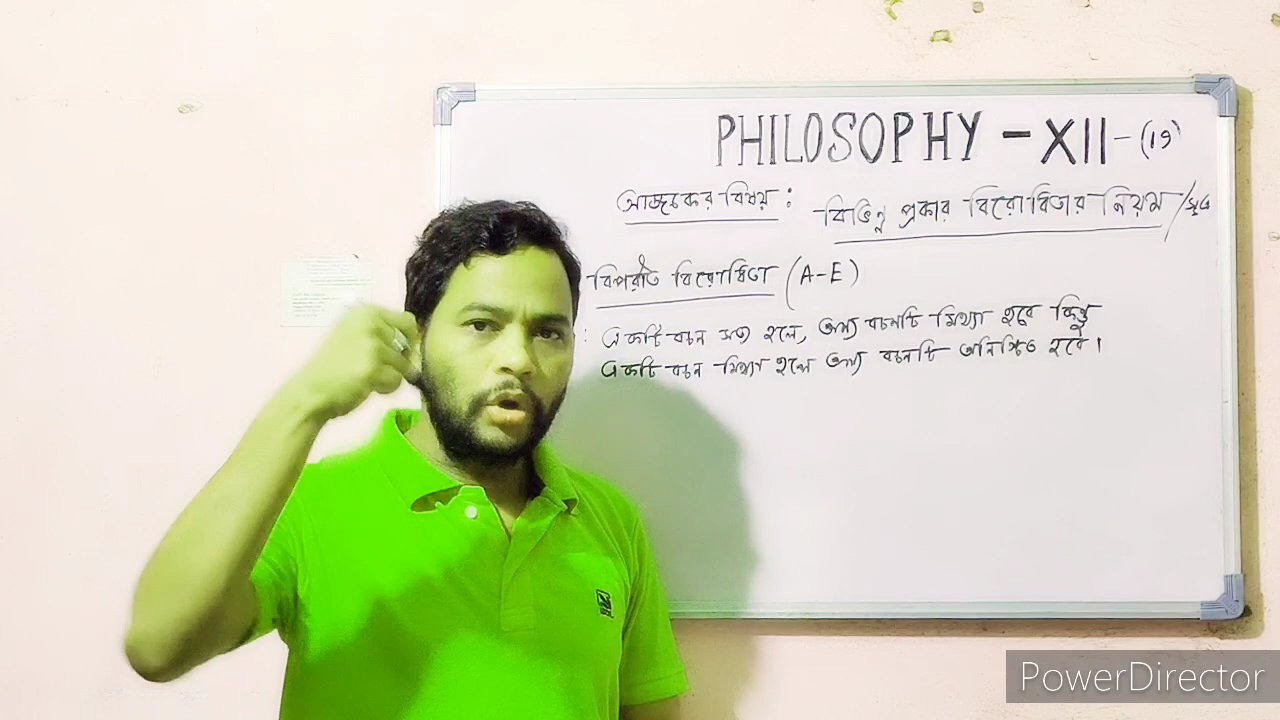 PHILOSOPHY - XII - (19)
আজকের বিষয় : বিভিন্ন প্রকার বিরোধিতার নিয়ম /সূত্র
বিপরীত বিরোধিতা (A-E)
একটি বচন সত্য হলে, অন্য বচনটি মিথ্যা হবে কিন্তু
একটি বচন মিথ্যা হলে অন্য বচনটি অনিশ্চিত হবে।
PowerDirector